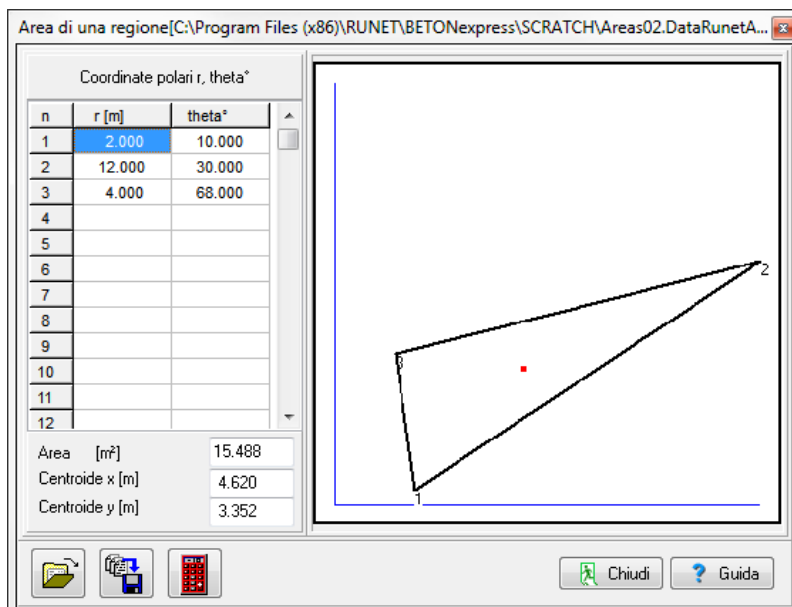 Area di una regione[C:\Program Files (x86)\RUNET\BETONexpress\SCRATCH\Areas02.DataRunetA...
Coordinate polari r, theta°
n r [m] theta°
1 2.000 10.000
2 12.000 30.000
3 4.000 68.000
4
5
6
7
8
9
10
11
12
Area [m²] 15.488
Centroide x [m] 4.620
Centroide y [m] 3.352
2
3
1
Chiudi
? Guida